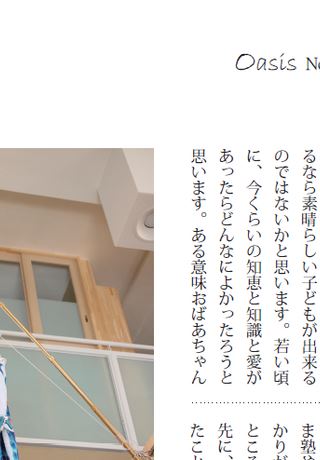 Oasis
るなら素晴らしい子どもが出来る
のではないかと思います。若い頃
に、今くらいの知恵と知識と愛が
あったらどんなによかったろうと
思います。ある意味おばあちゃん
ま塾や
かりが
ところ
先に、
たこと